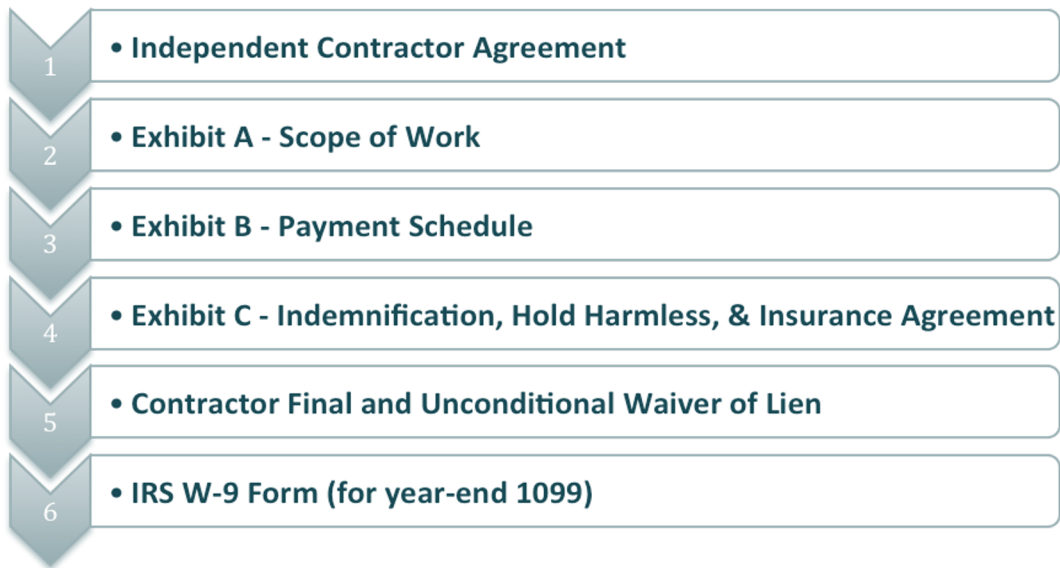 1
• Independent Contractor Agreement
2
• Exhibit A - Scope of Work
3
• Exhibit B - Payment Schedule
4
• Exhibit C - Indemnification, Hold Harmless, & Insurance Agreement
5
• Contractor Final and Unconditional Waiver of Lien
6
• IRS W-9 Form (for year-end 1099)